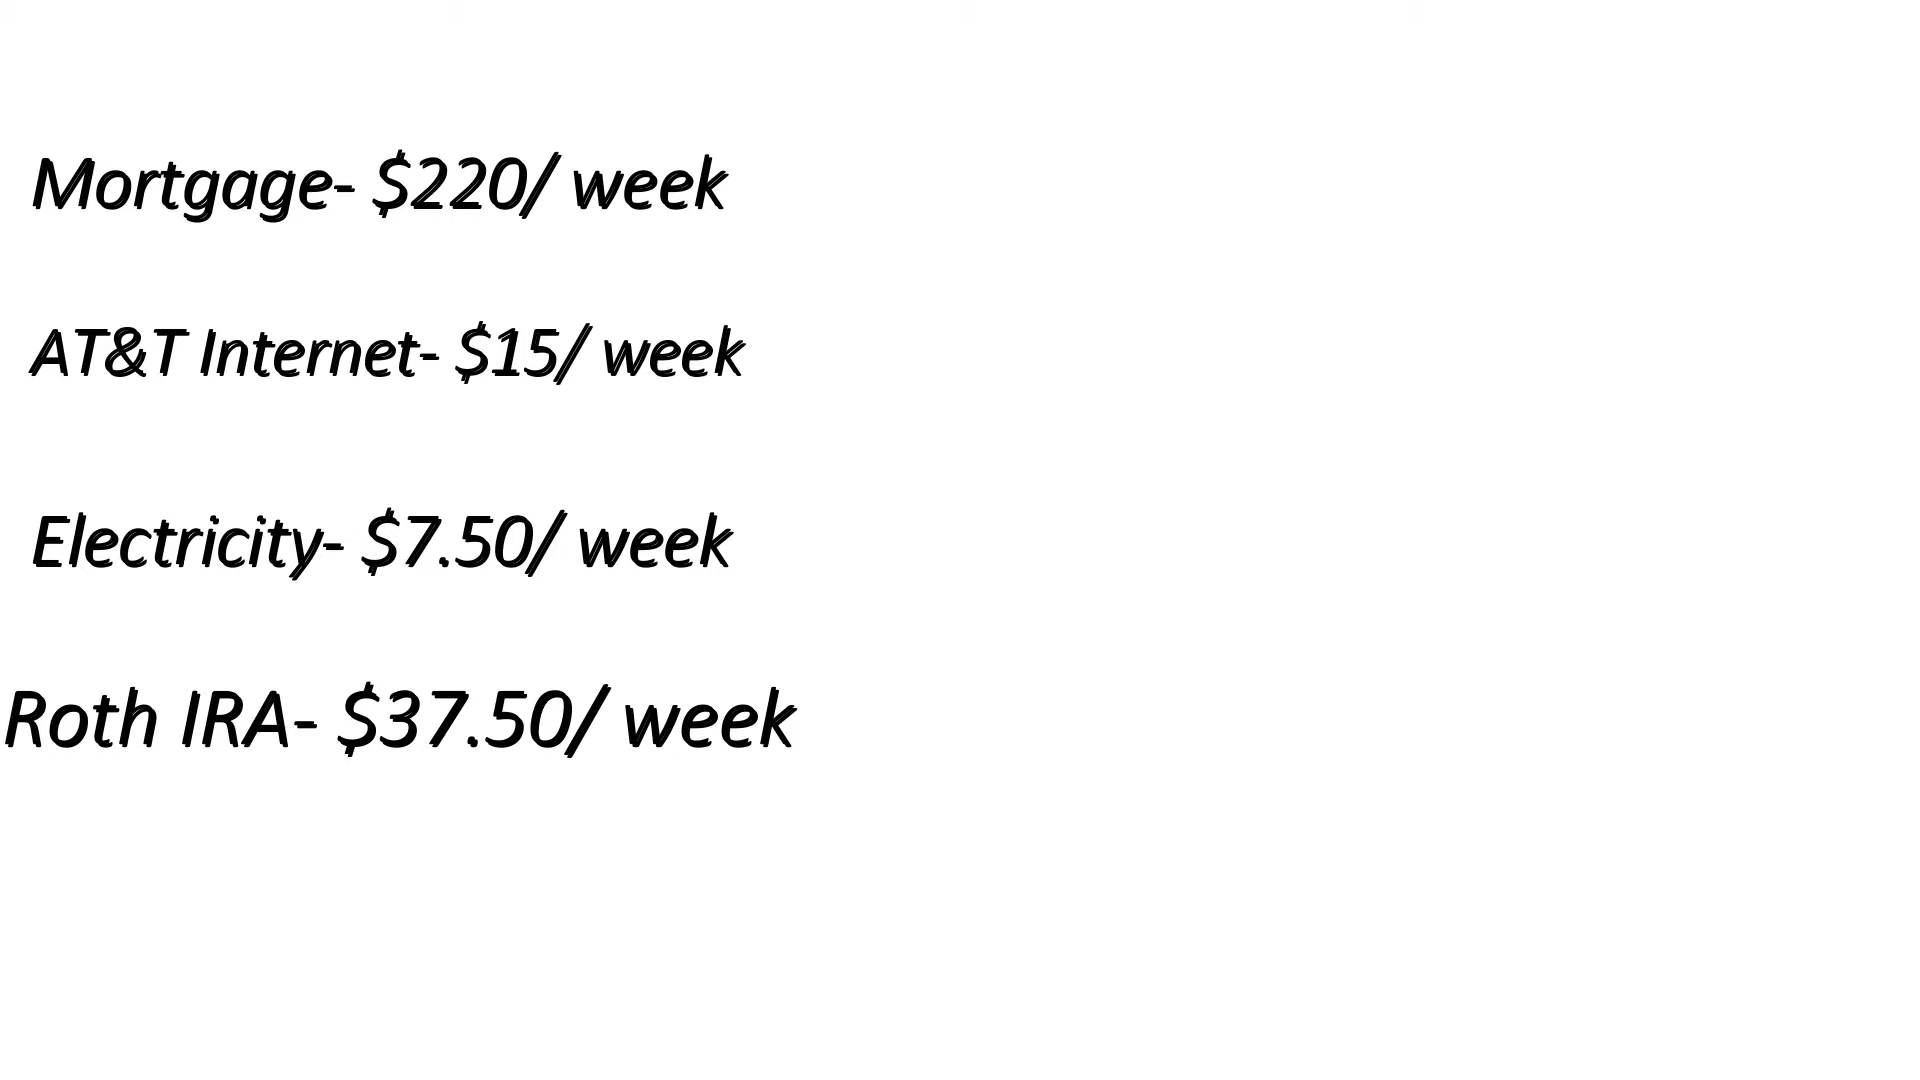 Mortgage- $220/ week
AT&T Internet- $15/ week
Electricity- $7.50/ week
Roth IRA- $37.50/ week